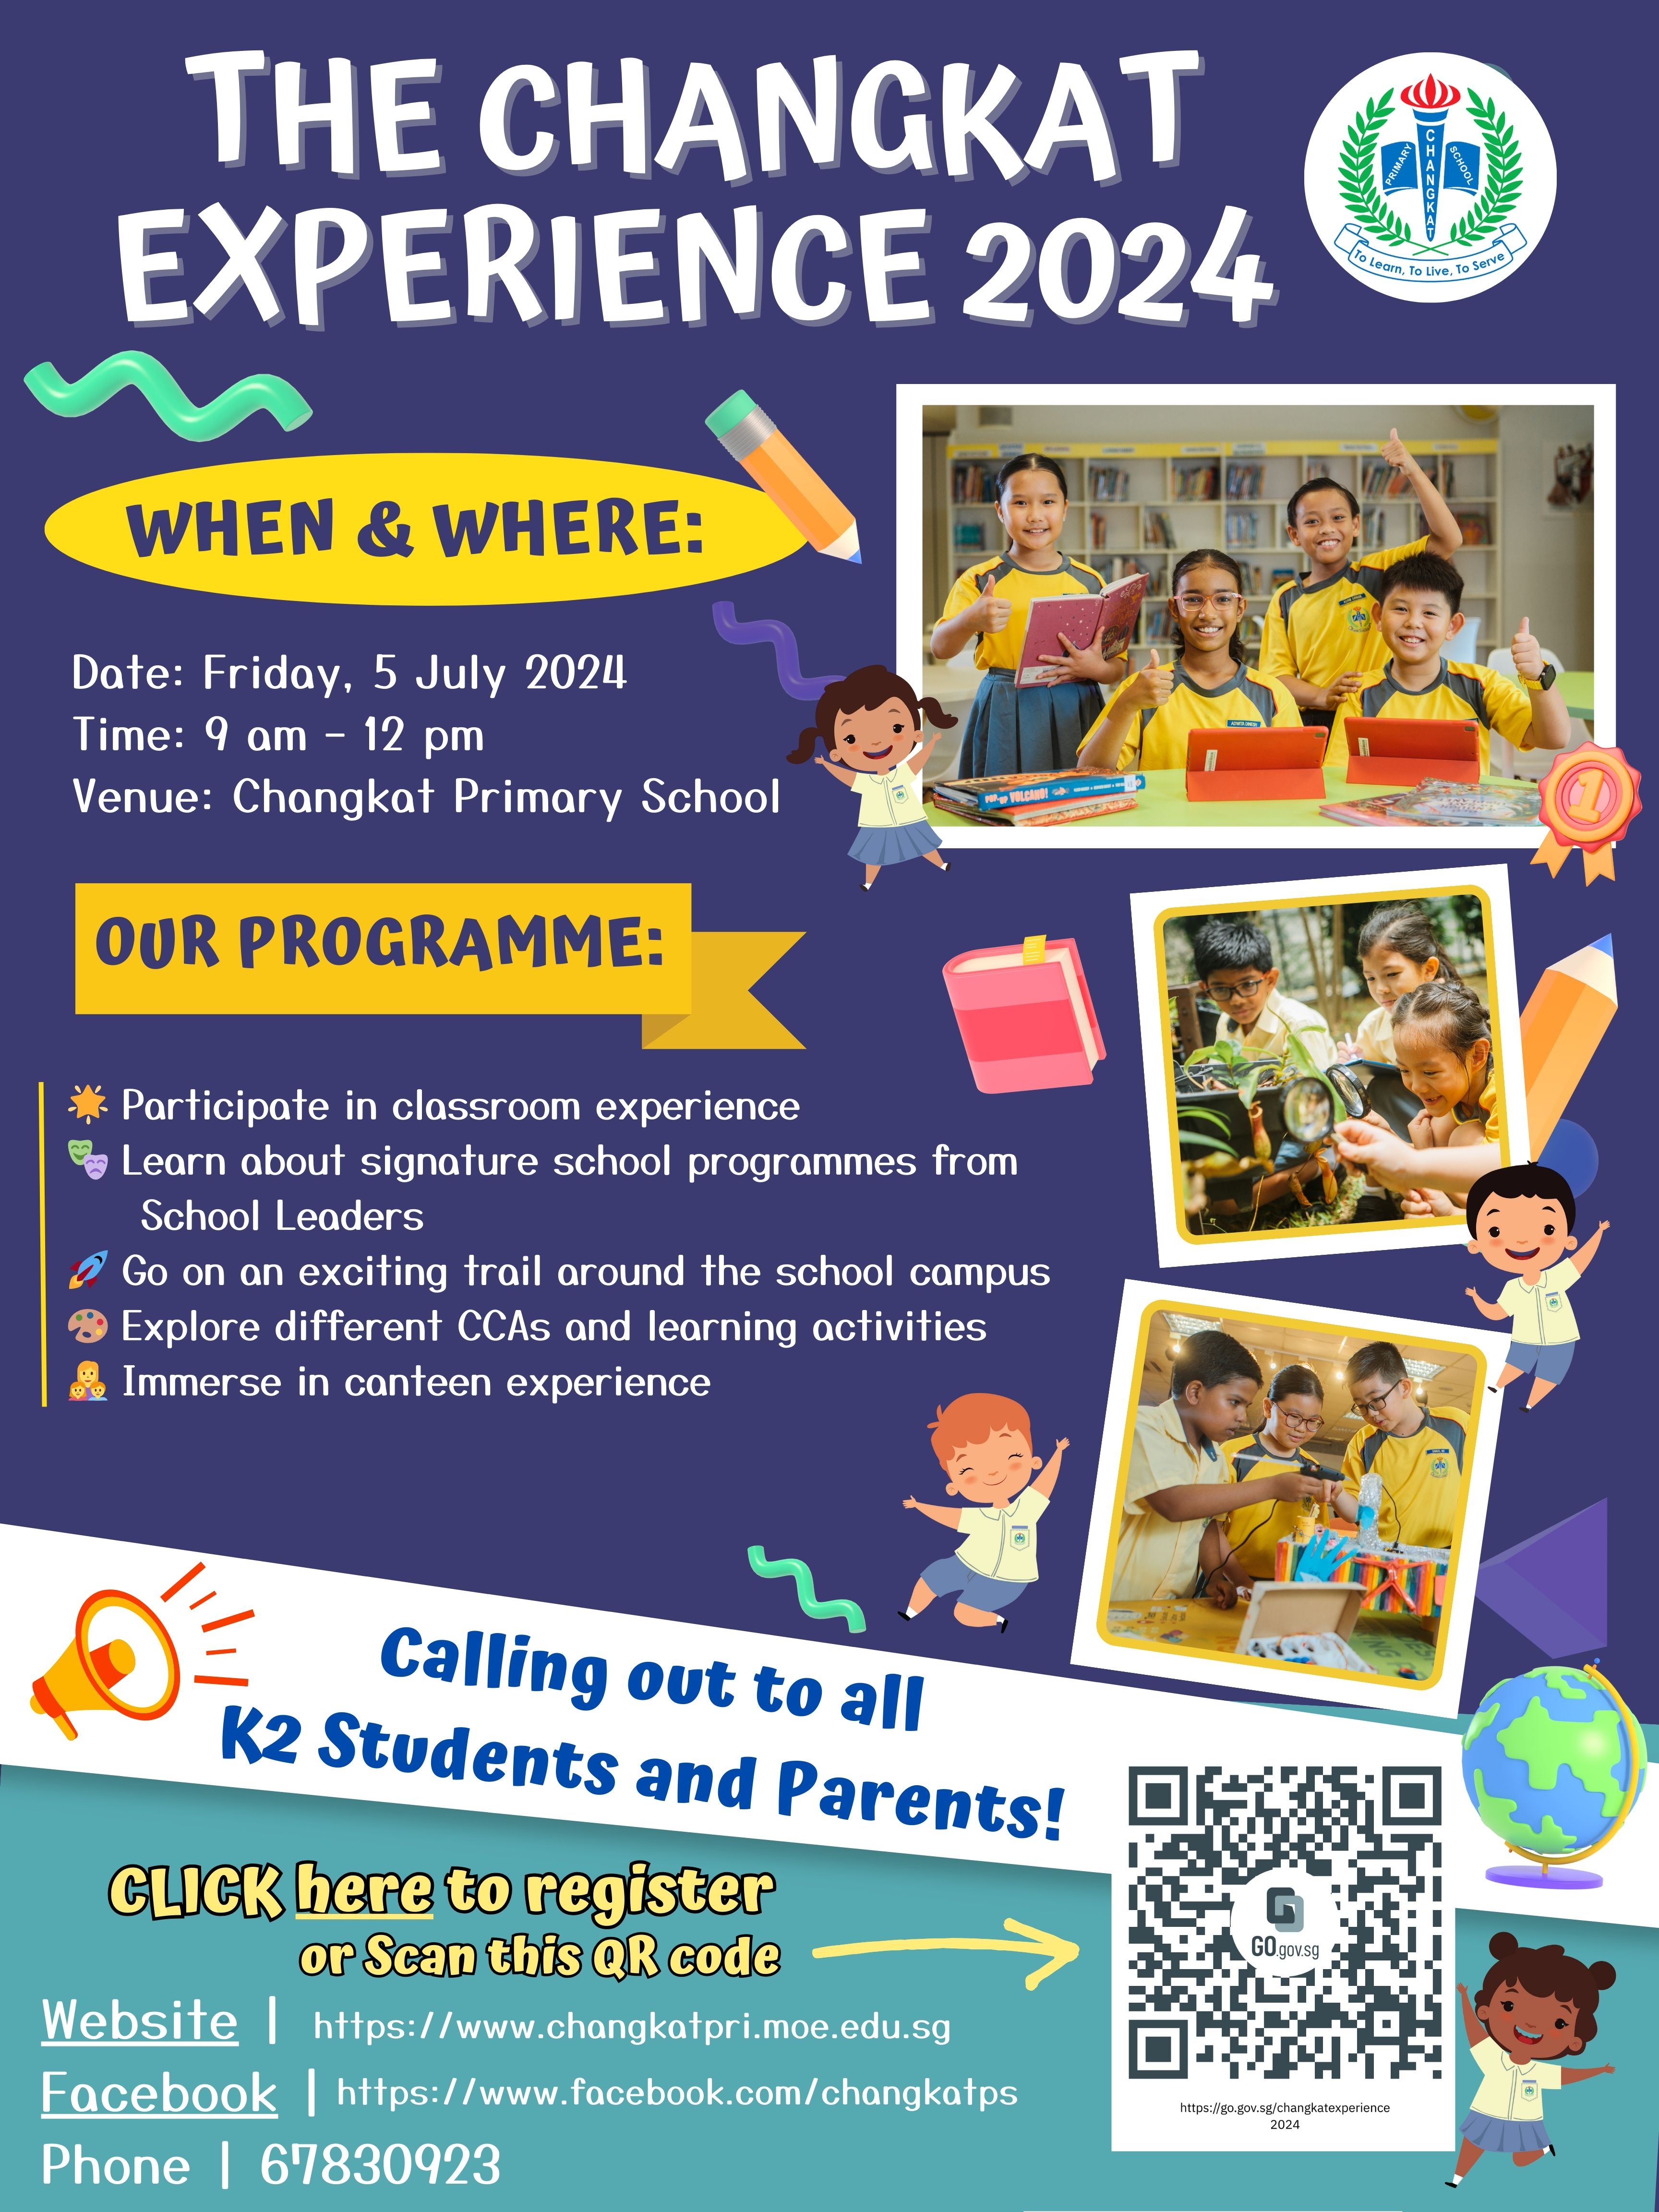 THE CHANGKAT
EXPERIENCE 2024
PRIMARY
CHANGKAT
SCHOOL
To Learn, To Live, To Serve
WHEN & WHERE:
Date: Friday, 5 July 2024
Time: 9 am - 12 pm
Venue: Changkat Primary School
POP-UP VOLCANO!
1
OUR PROGRAMME:
Participate in classroom experience
Learn about signature school programmes from
School Leaders
Go on an exciting trail around the school campus
Explore different CCAs and learning activities
Immerse in canteen experience
Calling out to all
K2 Students and Parents!
CLICK here to register
or Scan this QR code
GO.gov.sg
https://go.gov.sg/changkatexperience
2024
Website | https://www.changkatpri.moe.edu.sg
Facebook | https://www.facebook.com/changkatps
Phone | 67830923